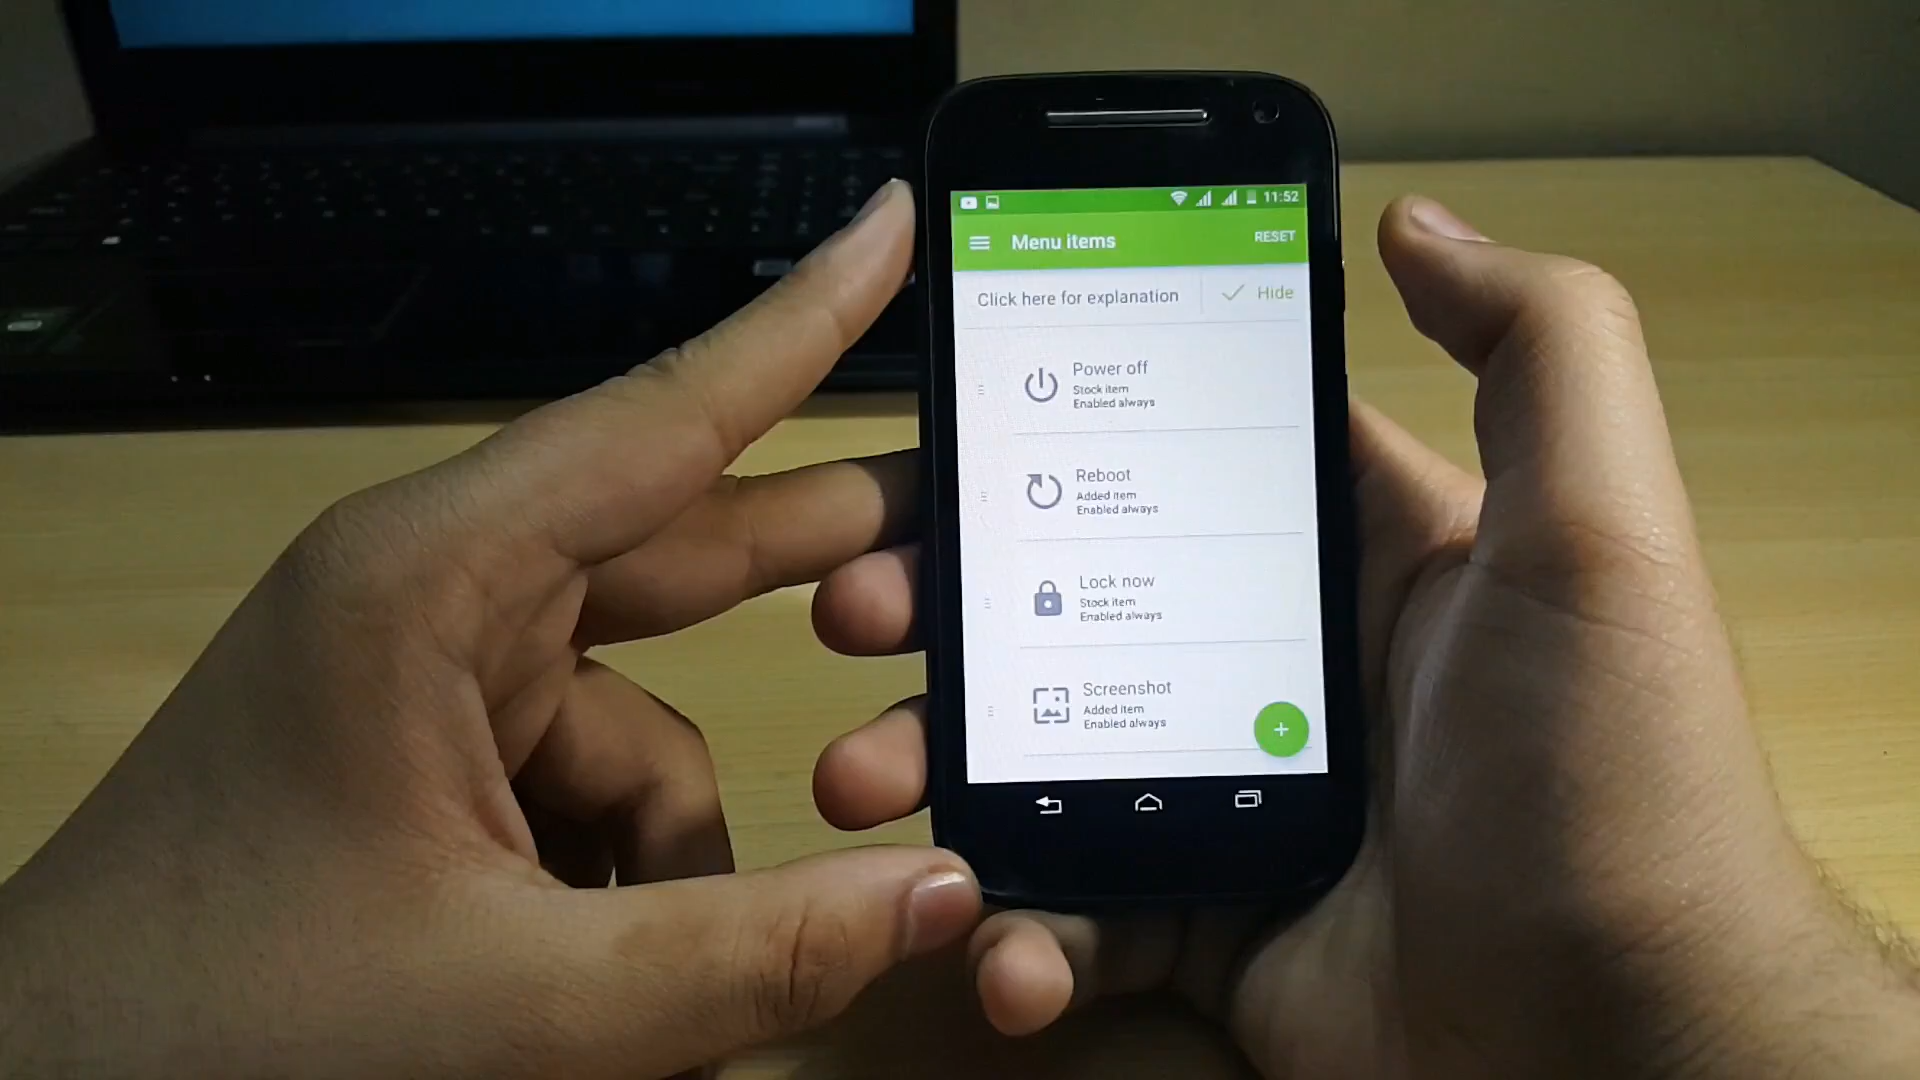 11:52
Menu items
RESET
Click here for explanation
Hide
Power off
Stock item
Enabled always
Reboot
Added item
Enabled always
Lock now
Stock item
Enabled always
Screenshot
Added item
Enabled always